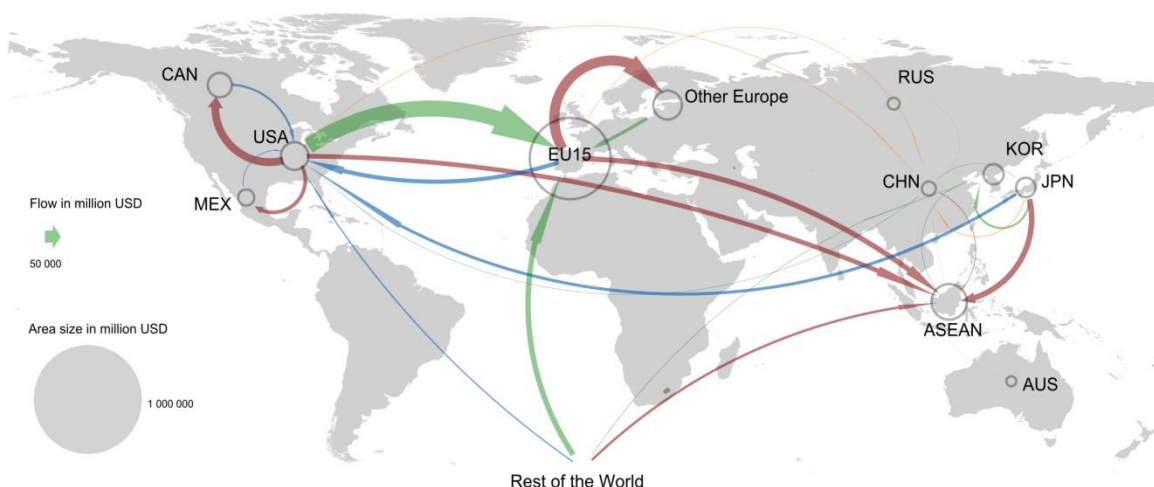 CAN
USA
MEX
Flow in million USD
50 000
Area size in million USD
1 000 000
Other Europe
EU15
RUS
KOR
CHN
JPN
ASEAN
AUS
Rest of the World